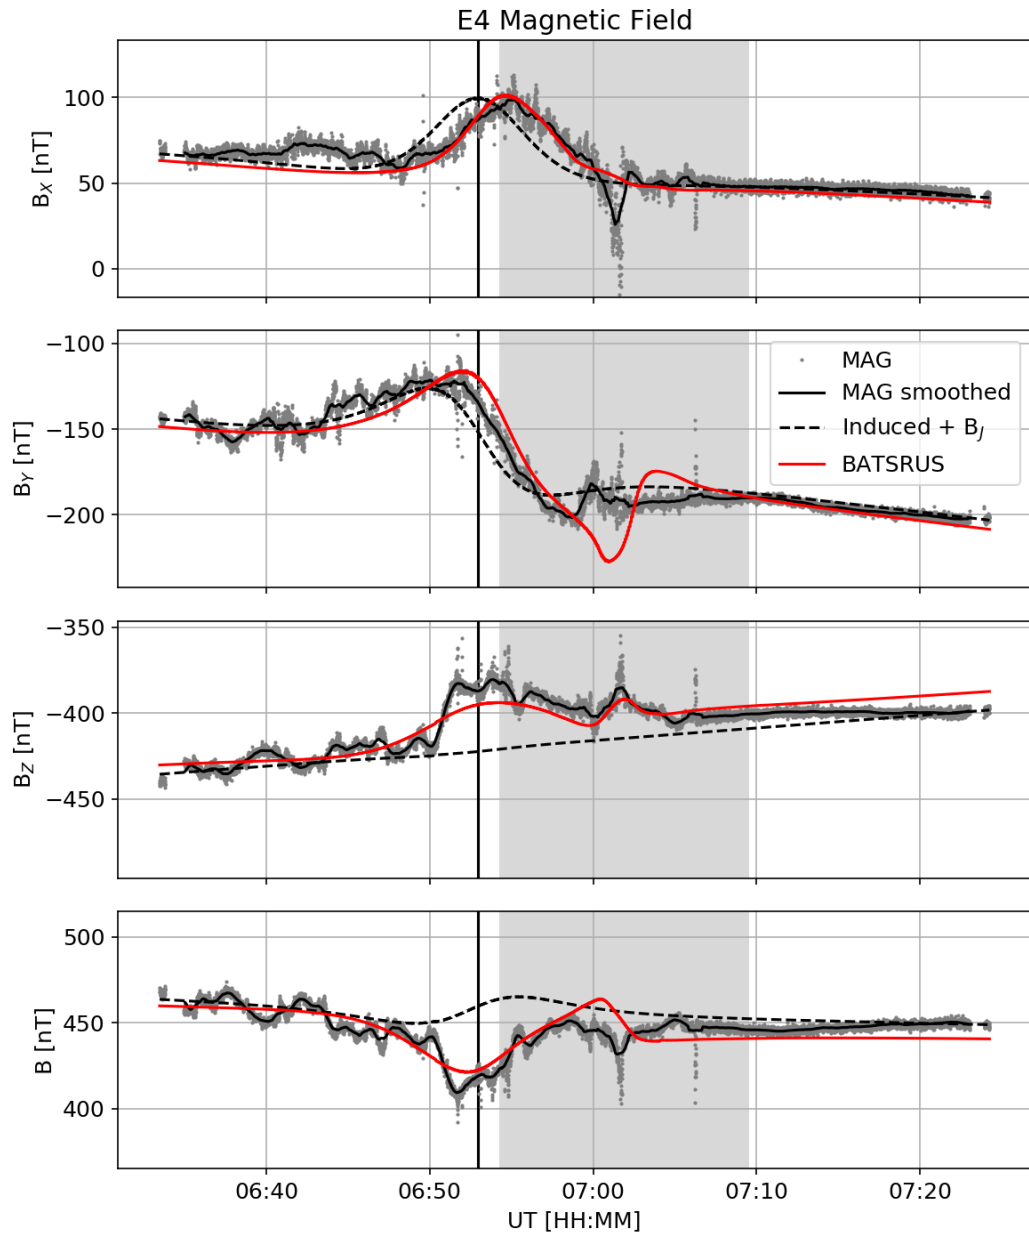 E4 Magnetic Field
100
50
0
B_X [nT]
−100
−150
−200
B_Y [nT]
MAG
MAG smoothed
Induced + B_J
BATSRUS
−350
−400
−450
B_Z [nT]
500
450
400
B [nT]
06:40 06:50 07:00 07:10 07:20
UT [HH:MM]